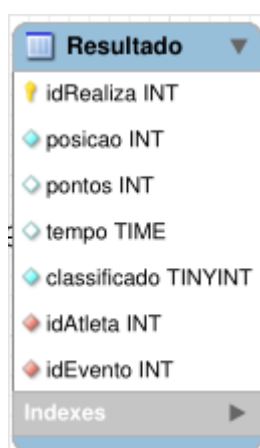 Resultado
idRealiza INT
posicao INT
pontos INT
tempo TIME
classificado TINYINT
idAtleta INT
idEvento INT
Indexes